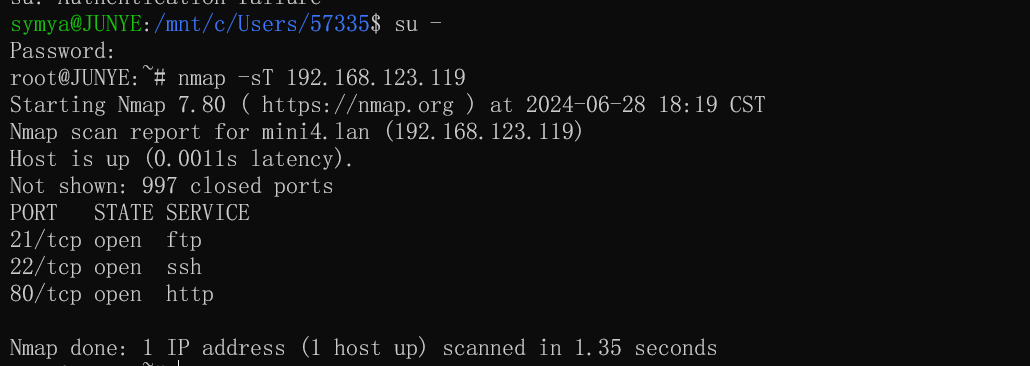 su: Authentication failure
symya@JUNYE:/mnt/c/Users/57335$ su -
Password:
root@JUNYE:~# nmap -sT 192.168.123.119
Starting Nmap 7.80 ( https://nmap.org ) at 2024-06-28 18:19 CST
Nmap scan report for mini4.lan (192.168.123.119)
Host is up (0.0011s latency).
Not shown: 997 closed ports
PORT   STATE SERVICE
21/tcp open  ftp
22/tcp open  ssh
80/tcp open  http
Nmap done: 1 IP address (1 host up) scanned in 1.35 seconds